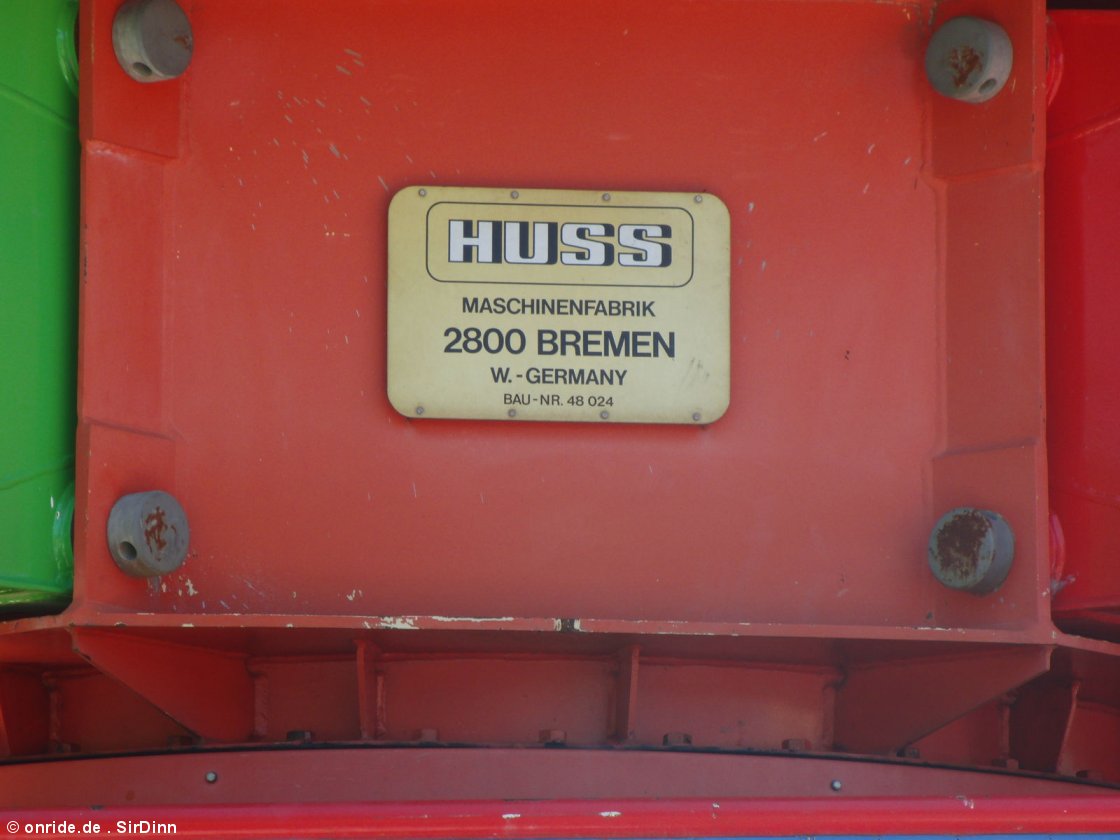 HUSS
MASCHINENFABRIK
2800 BREMEN
W.-GERMANY
BAU-NR. 48 024
© onride.de . SirDinn